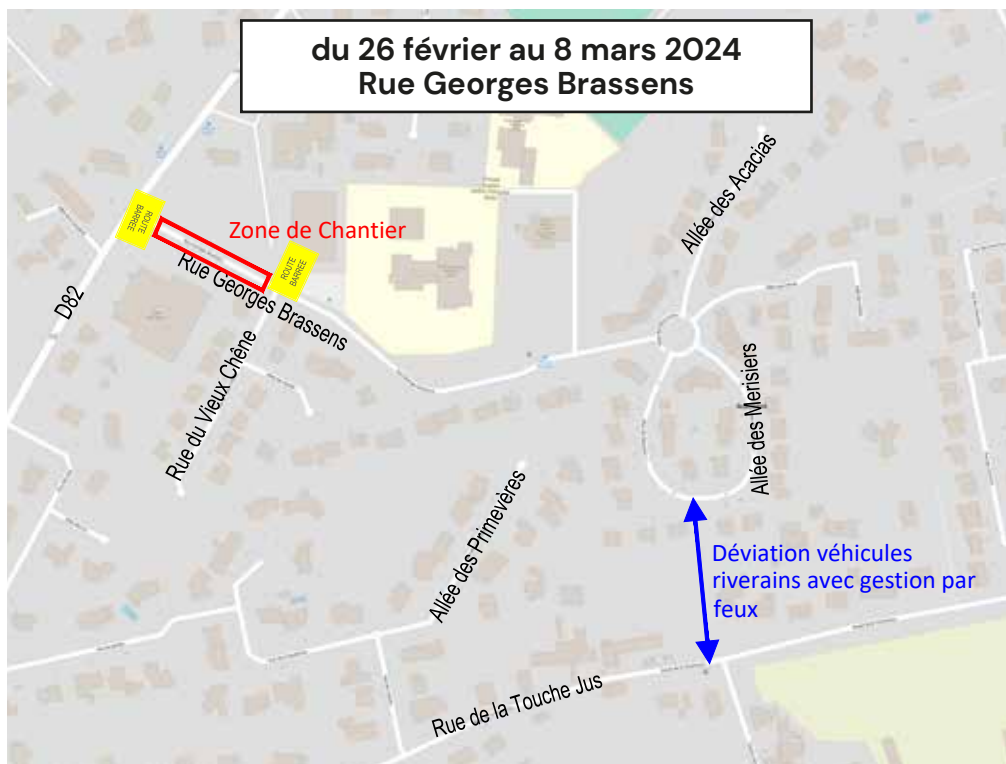 du 26 février au 8 mars 2024
Rue Georges Brassens
Allée des Acacias
ROUTE
BARREE
Zone de Chantier
ROUTE
BARREE
Rue Georges Brassens
D82
Rue du Vieux Chêne
Allée des Merisiers
Allée des Primevères
Déviation véhicules
riverains avec gestion par
feux
Rue de la Touche Jus